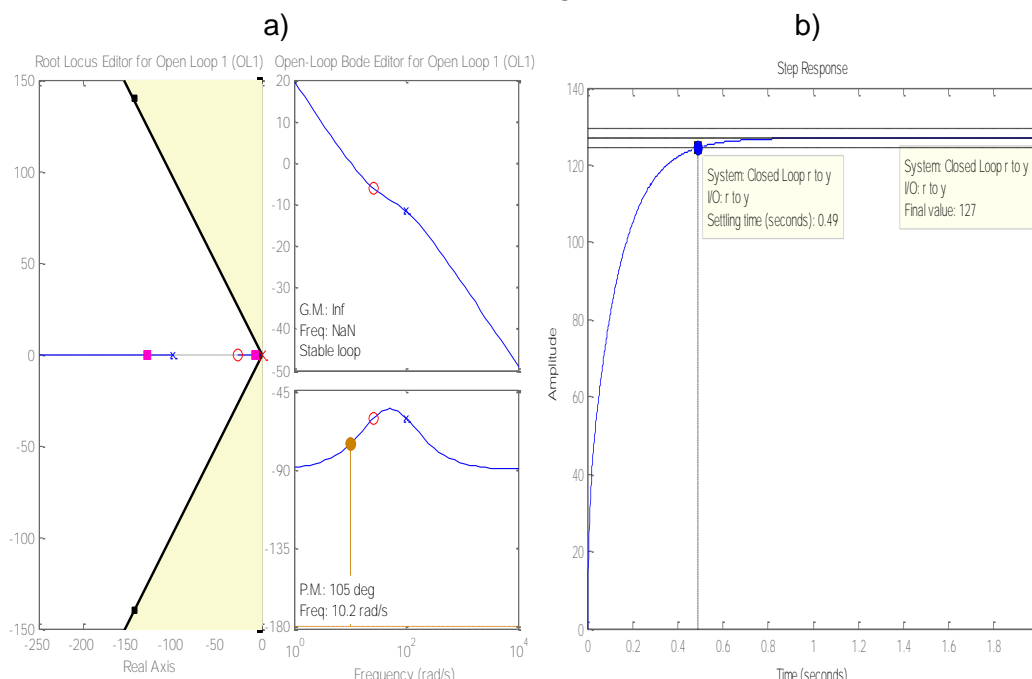 a)
b)
Root Locus Editor for Open Loop 1 (OL1)
150
100
50
0
-50
-100
-150
-250
-200
-150
-100
-50
0
Real Axis
Open-Loop Bode Editor for Open Loop 1 (OL1)
20
10
0
-10
-20
-30
-40
-50
G.M.: Inf
Freq: NaN
Stable loop
-45
-90
-135
-180
P.M.: 105 deg
Freq: 10.2 rad/s
10^0
10^2
10^4
Frequency (rad/s)
Step Response
140
120
100
80
60
40
20
0
Amplitude
System: Closed Loop r to y
I/O: r to y
Settling time (seconds): 0.49
System: Closed Loop r to y
I/O: r to y
Final value: 127
0
0.2
0.4
0.6
0.8
1
1.2
1.4
1.6
1.8
Time (seconds)